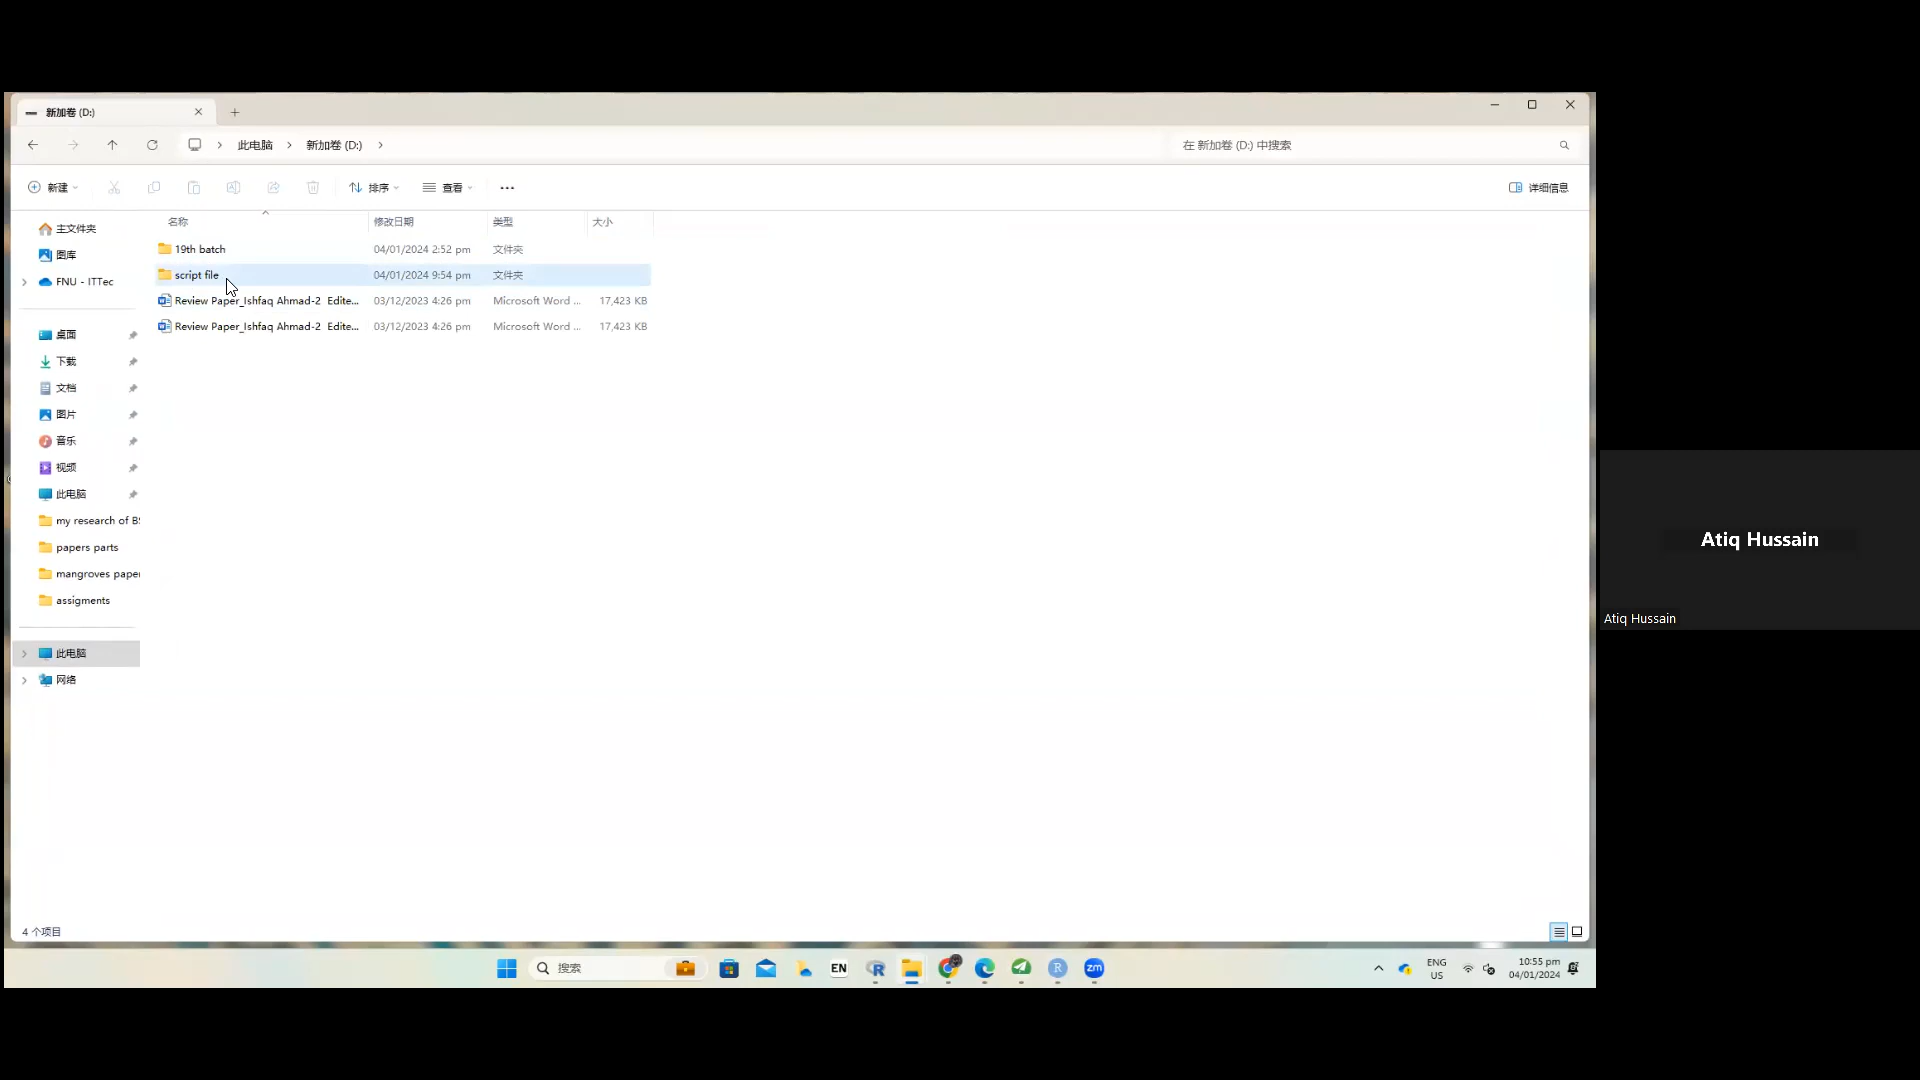 新加卷 (D:)
此电脑 > 新加卷 (D:) >
在 新加卷 (D:) 中搜索
新建
排序
查看
详细信息
名称 修改日期 类型 大小
19th batch 04/01/2024 2:52 pm 文件夹
script file 04/01/2024 9:54 pm 文件夹
Review Paper_Ishfaq Ahmad-2 Edite... 03/12/2023 4:26 pm Microsoft Word ... 17,423 KB
Review Paper_Ishfaq Ahmad-2 Edite... 03/12/2023 4:26 pm Microsoft Word ... 17,423 KB
主文件夹
图库
FNU - ITTec
桌面
下载
文档
图片
音乐
视频
此电脑
my research of BS
papers parts
mangroves paper
assigments
此电脑
网络
4 个项目
搜索
EN
R
R
zm
ENG
US
10:55 pm
04/01/2024
Atiq Hussain
Atiq Hussain